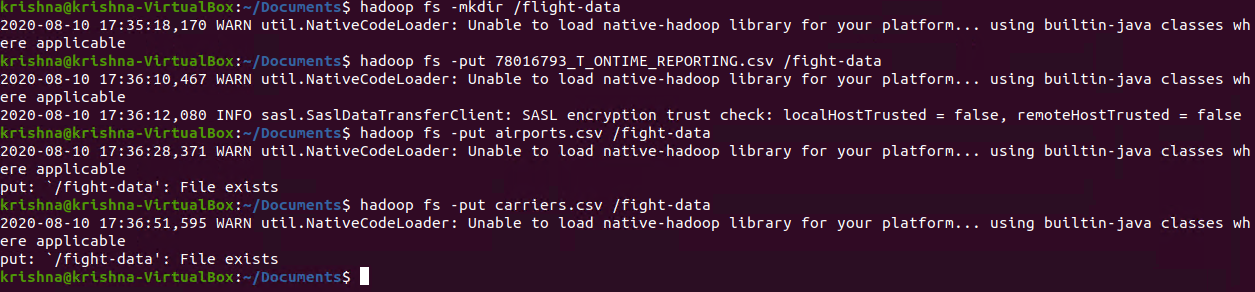 krishna@krishna-VirtualBox:~/Documents$ hadoop fs -mkdir /flight-data
2020-08-10 17:35:18,170 WARN util.NativeCodeLoader: Unable to load native-hadoop library for your platform... using builtin-java classes wh
ere applicable
krishna@krishna-VirtualBox:~/Documents$ hadoop fs -put 78016793_T_ONTIME_REPORTING.csv /fight-data
2020-08-10 17:36:10,467 WARN util.NativeCodeLoader: Unable to load native-hadoop library for your platform... using builtin-java classes wh
ere applicable
2020-08-10 17:36:12,080 INFO sasl.SaslDataTransferClient: SASL encryption trust check: localHostTrusted = false, remoteHostTrusted = false
krishna@krishna-VirtualBox:~/Documents$ hadoop fs -put airports.csv /fight-data
2020-08-10 17:36:28,371 WARN util.NativeCodeLoader: Unable to load native-hadoop library for your platform... using builtin-java classes wh
ere applicable
put: `/fight-data': File exists
krishna@krishna-VirtualBox:~/Documents$ hadoop fs -put carriers.csv /fight-data
2020-08-10 17:36:51,595 WARN util.NativeCodeLoader: Unable to load native-hadoop library for your platform... using builtin-java classes wh
ere applicable
put: `/fight-data': File exists
krishna@krishna-VirtualBox:~/Documents$